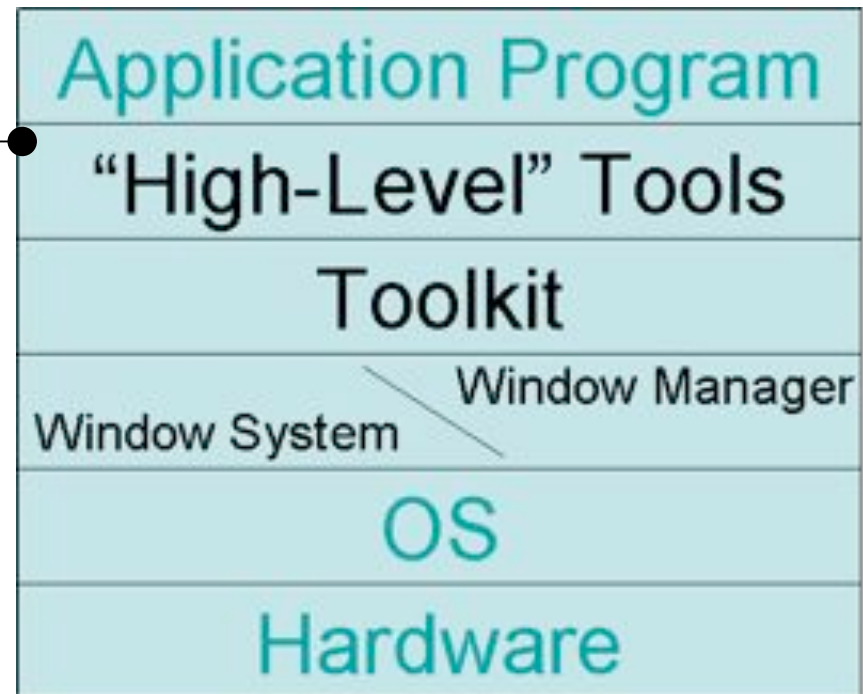 Application Program
“High-Level” Tools
Toolkit
Window Manager
Window System
OS
Hardware